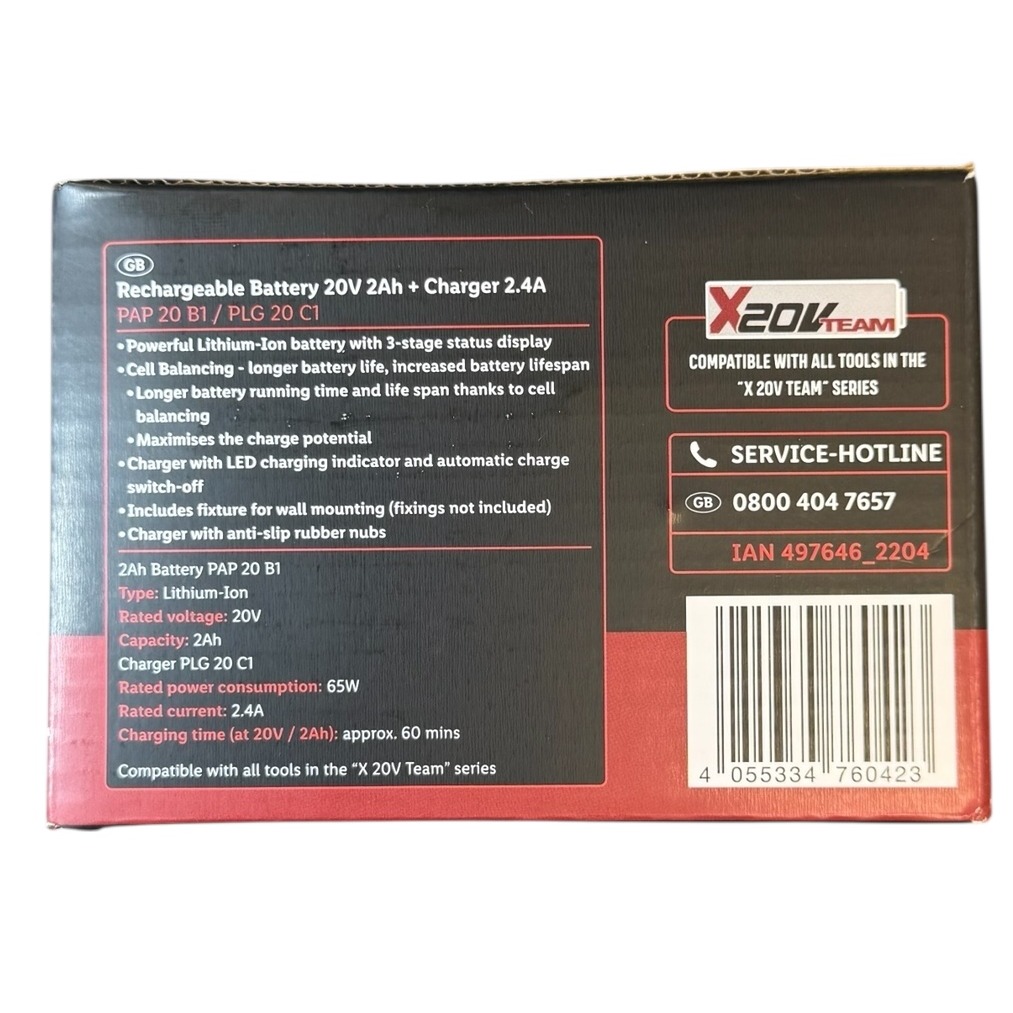 GB
Rechargeable Battery 20V 2Ah + Charger 2.4A
PAP 20 B1 / PLG 20 C1
• Powerful Lithium-Ion battery with 3-stage status display
• Cell Balancing - longer battery life, increased battery lifespan
• Longer battery running time and life span thanks to cell
balancing
• Maximises the charge potential
• Charger with LED charging indicator and automatic charge
switch-off
• Includes fixture for wall mounting (fixings not included)
• Charger with anti-slip rubber nubs
2Ah Battery PAP 20 B1
Type: Lithium-Ion
Rated voltage: 20V
Capacity: 2Ah
Charger PLG 20 C1
Rated power consumption: 65W
Rated current: 2.4A
Charging time (at 20V / 2Ah): approx. 60 mins
Compatible with all tools in the “X 20V Team” series
X20V TEAM
COMPATIBLE WITH ALL TOOLS IN THE
“X 20V TEAM” SERIES
SERVICE-HOTLINE
GB 0800 404 7657
IAN 497646_2204
4 055334 760423